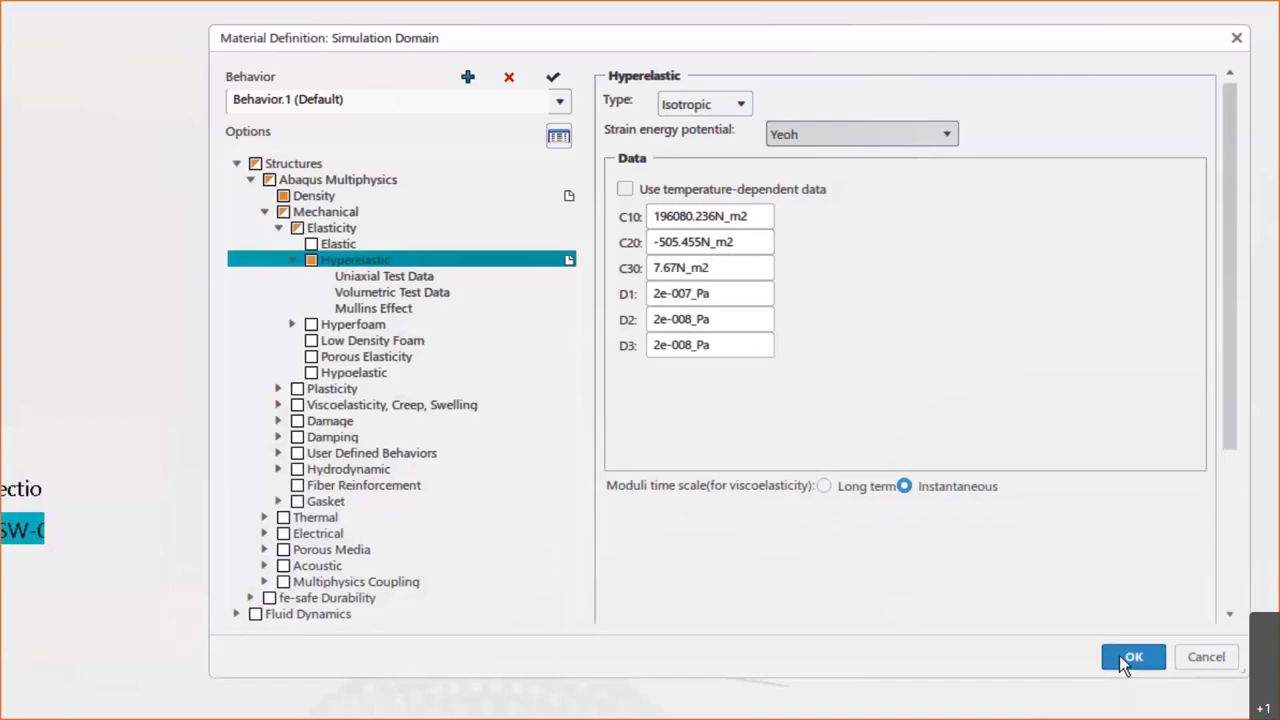 Material Definition: Simulation Domain
Behavior
Behavior.1 (Default)
Options
Structures
Abaqus Multiphysics
Density
Mechanical
Elasticity
Elastic
Hyperelastic
Uniaxial Test Data
Volumetric Test Data
Mullins Effect
Hyperfoam
Low Density Foam
Porous Elasticity
Hypoelastic
Plasticity
Viscoelasticity, Creep, Swelling
Damage
Damping
User Defined Behaviors
Hydrodynamic
Fiber Reinforcement
Gasket
Thermal
Electrical
Porous Media
Acoustic
Multiphysics Coupling
fe-safe Durability
Fluid Dynamics
Hyperelastic
Type: Isotropic
Strain energy potential: Yeoh
Data
Use temperature-dependent data
C10: 196080.236N_m2
C20: -505.455N_m2
C30: 7.67N_m2
D1: 2e-007_Pa
D2: 2e-008_Pa
D3: 2e-008_Pa
Moduli time scale(for viscoelasticity): Long term Instantaneous
OK Cancel
ectio
SW-0
+1